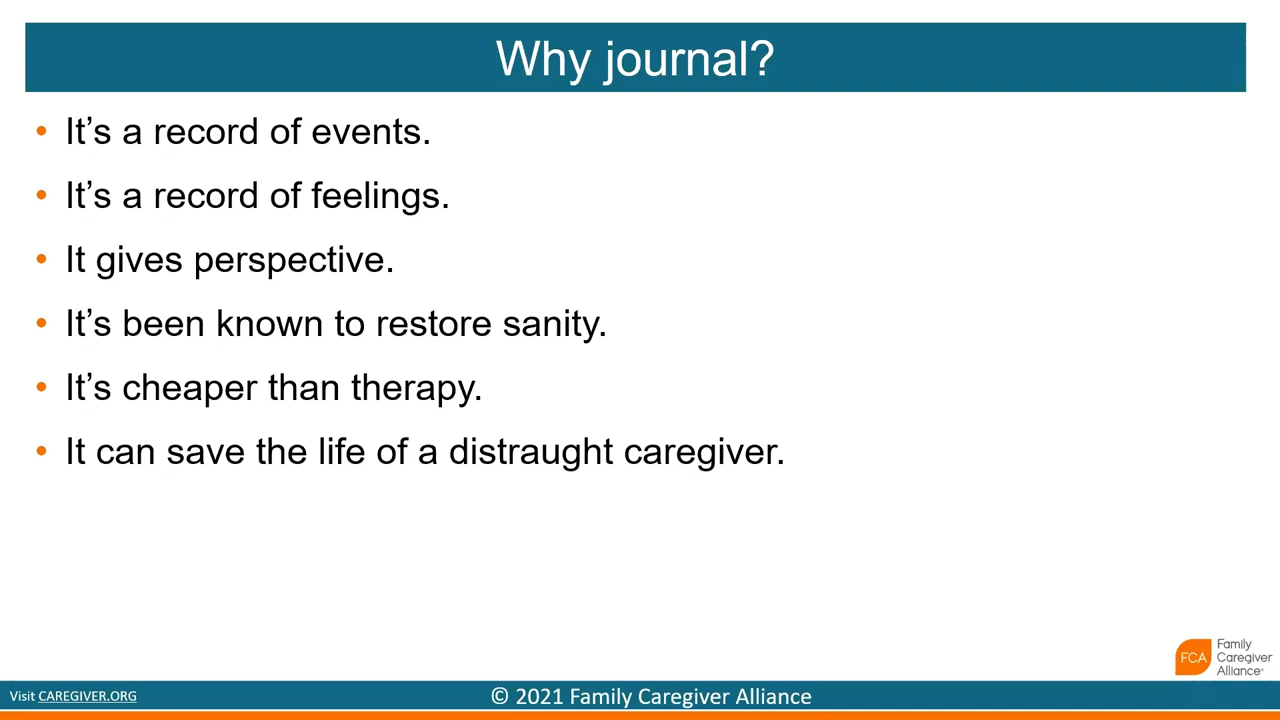 Why journal?
• It’s a record of events.
• It’s a record of feelings.
• It gives perspective.
• It’s been known to restore sanity.
• It’s cheaper than therapy.
• It can save the life of a distraught caregiver.
FCA
Family
Caregiver
Alliance®
Visit CAREGIVER.ORG
© 2021 Family Caregiver Alliance